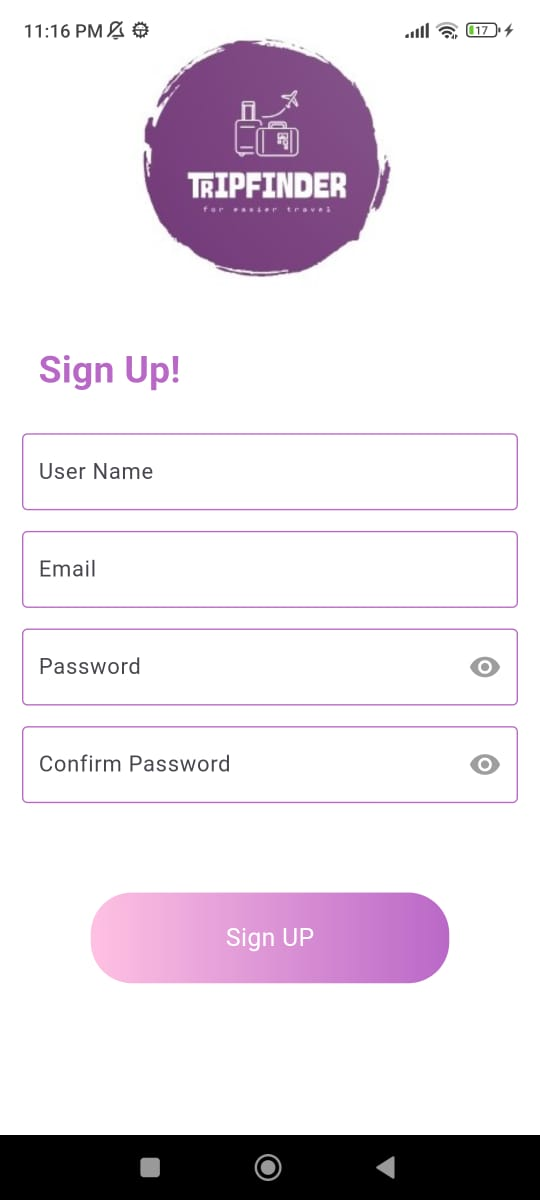 11:16 PM
17
TRIPFINDER
for easier travel
Sign Up!
User Name
Email
Password
Confirm Password
Sign UP